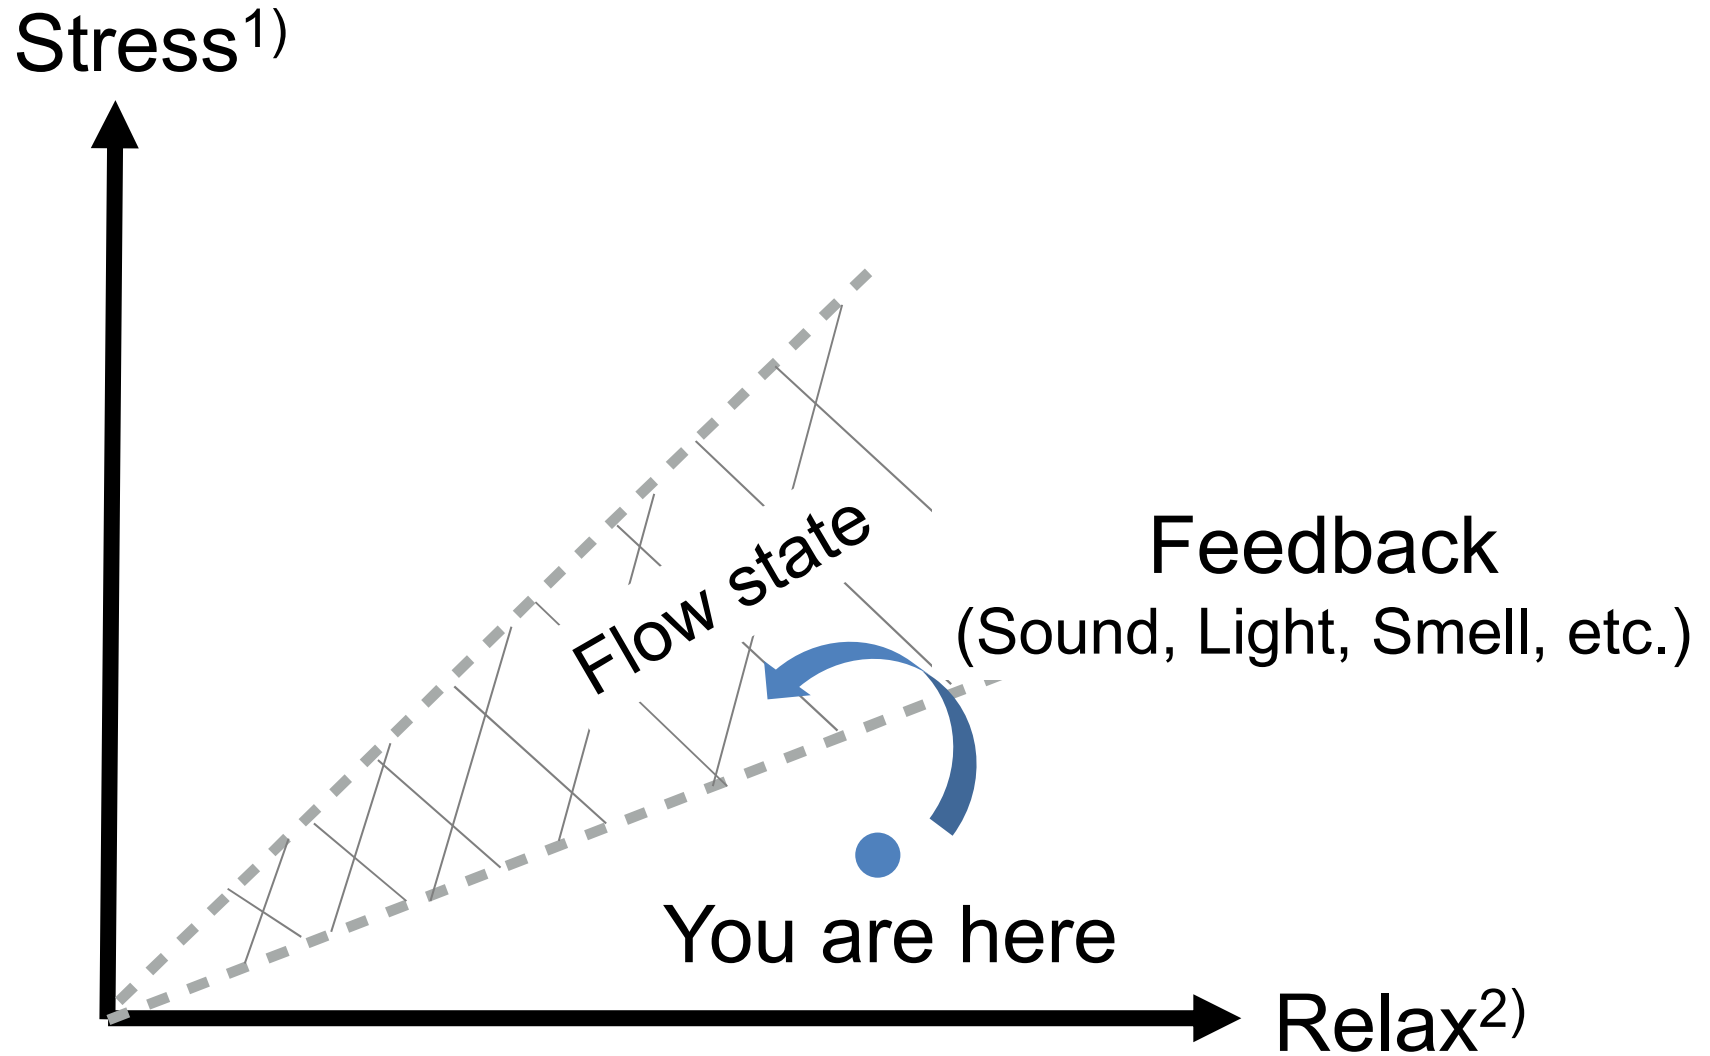 Stress1)
Flow state
Feedback
(Sound, Light, Smell, etc.)
You are here
Relax2)